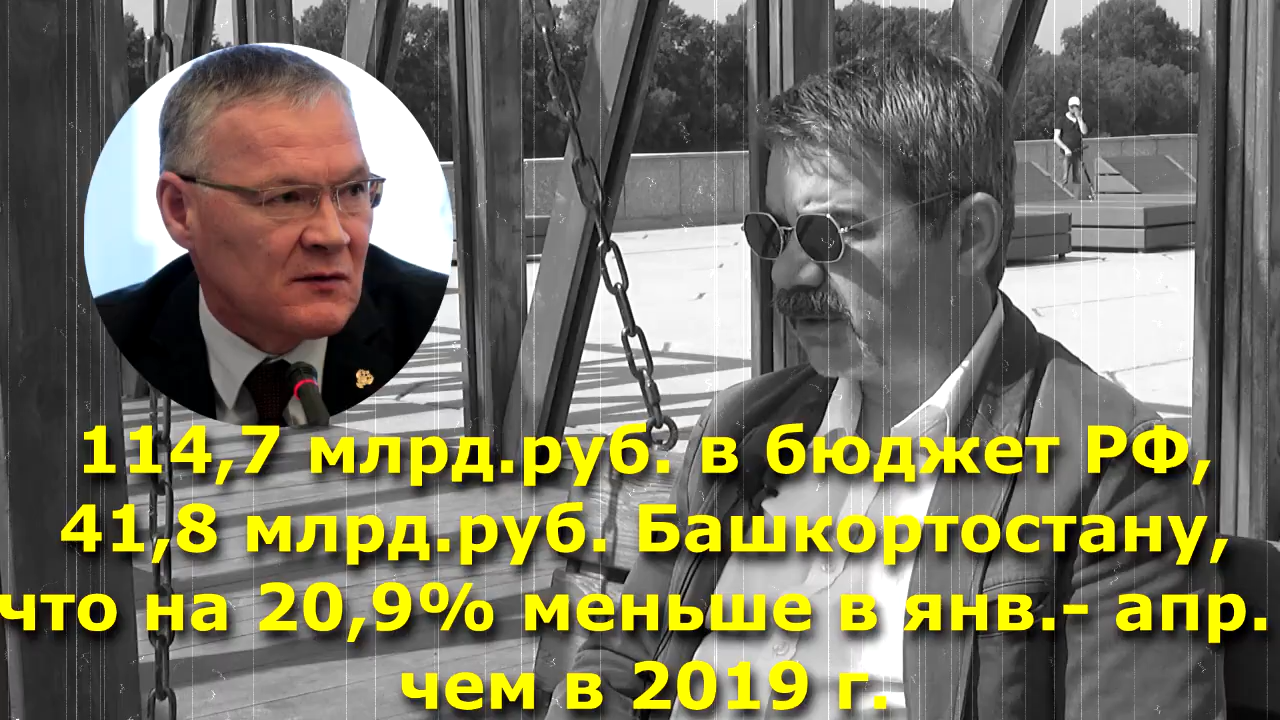 114,7 млрд.руб. в бюджет РФ,
41,8 млрд.руб. Башкортостану,
что на 20,9% меньше в янв.- апр.
чем в 2019 г.